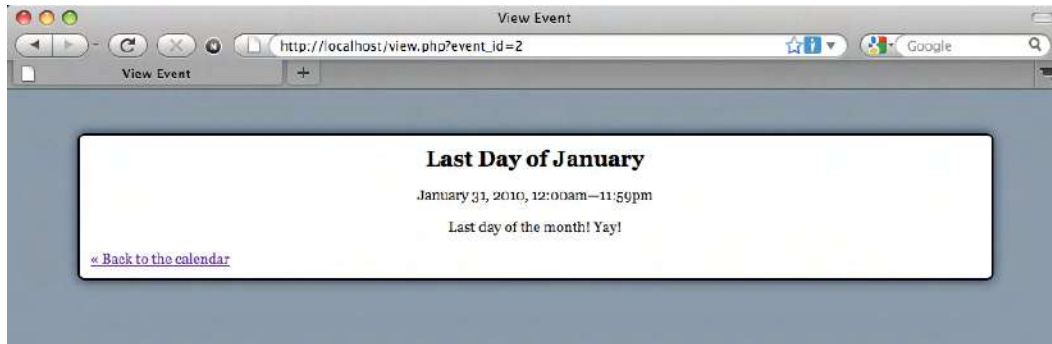 View Event
http://localhost/view.php?event_id=2
Google
View Event
Last Day of January
January 31, 2010, 12:00am—11:59pm
Last day of the month! Yay!
« Back to the calendar